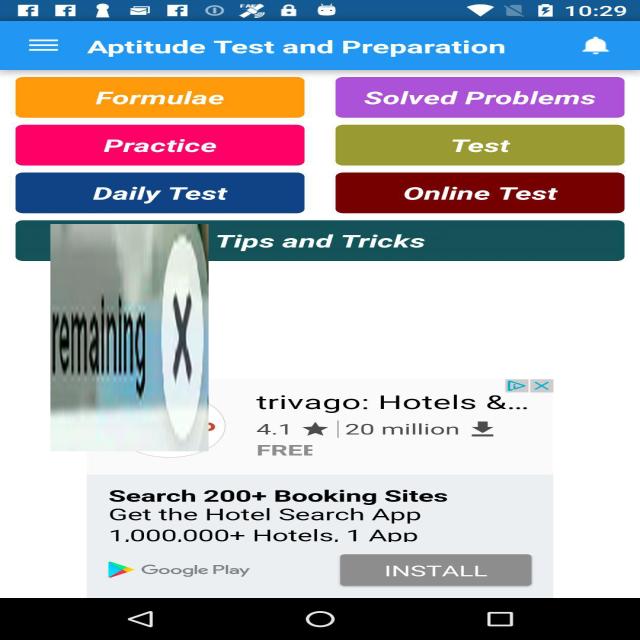 10:29
Aptitude Test and Preparation
Formulae
Solved Problems
Practice
Test
Daily Test
Online Test
Tips and Tricks
remaining X
trivago: Hotels &...
4.1 20 million
FREE
Search 200+ Booking Sites
Get the Hotel Search App
1,000,000+ Hotels, 1 App
Google Play
INSTALL